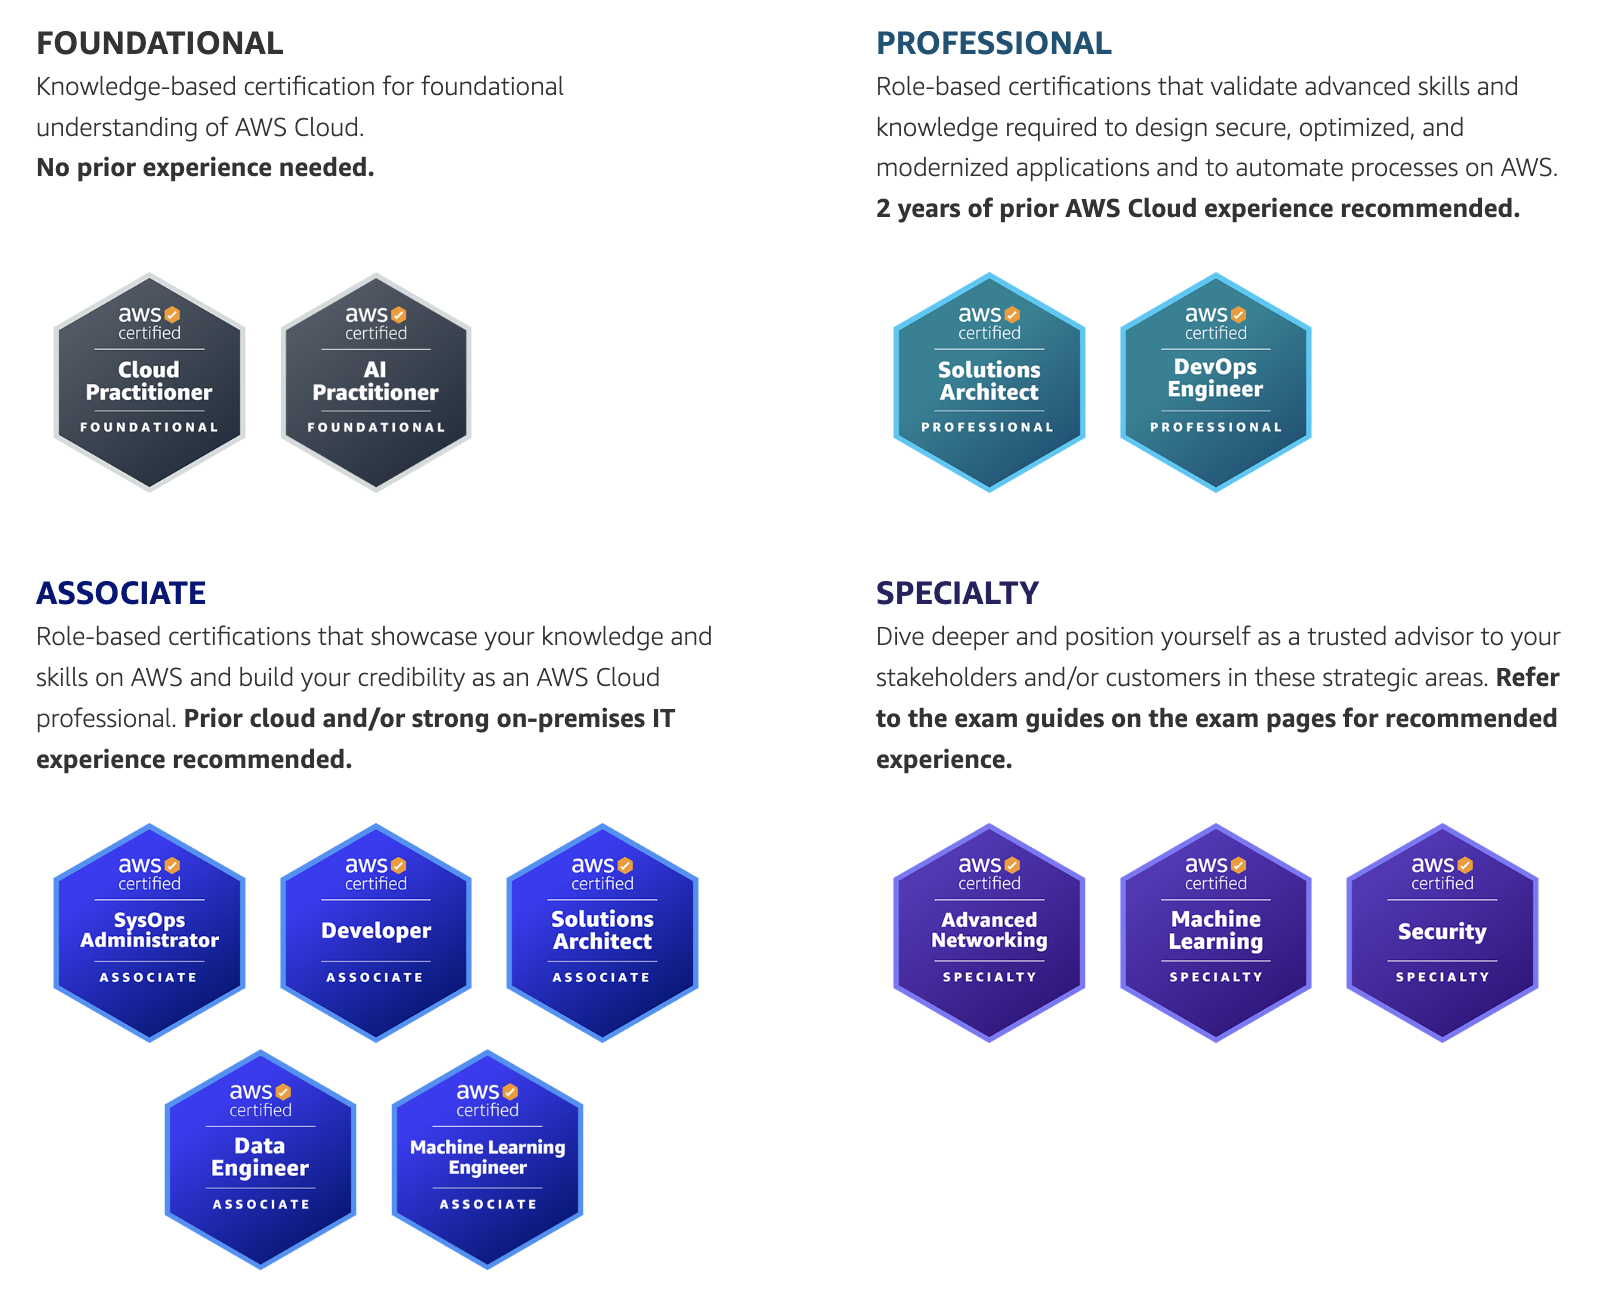 FOUNDATIONAL
Knowledge-based certification for foundational
understanding of AWS Cloud.
No prior experience needed.
aws
certified
Cloud
Practitioner
FOUNDATIONAL
aws
certified
AI
Practitioner
FOUNDATIONAL
PROFESSIONAL
Role-based certifications that validate advanced skills and
knowledge required to design secure, optimized, and
modernized applications and to automate processes on AWS.
2 years of prior AWS Cloud experience recommended.
aws
certified
Solutions
Architect
PROFESSIONAL
aws
certified
DevOps
Engineer
PROFESSIONAL
ASSOCIATE
Role-based certifications that showcase your knowledge and
skills on AWS and build your credibility as an AWS Cloud
professional. Prior cloud and/or strong on-premises IT
experience recommended.
aws
certified
SysOps
Administrator
ASSOCIATE
aws
certified
Developer
ASSOCIATE
aws
certified
Solutions
Architect
ASSOCIATE
aws
certified
Data
Engineer
ASSOCIATE
aws
certified
Machine Learning
Engineer
ASSOCIATE
SPECIALTY
Dive deeper and position yourself as a trusted advisor to your
stakeholders and/or customers in these strategic areas. Refer
to the exam guides on the exam pages for recommended
experience.
aws
certified
Advanced
Networking
SPECIALTY
aws
certified
Machine
Learning
SPECIALTY
aws
certified
Security
SPECIALTY